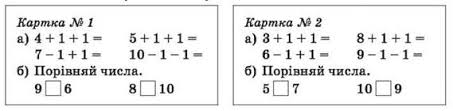 Картка № 1
а) 4 + 1 + 1 = 5 + 1 + 1 =
7 − 1 + 1 = 10 − 1 − 1 =
б) Порівняй числа.
9 □ 6 8 □ 10
Картка № 2
а) 3 + 1 + 1 = 8 + 1 + 1 =
6 − 1 + 1 = 9 − 1 − 1 =
б) Порівняй числа.
5 □ 7 10 □ 9